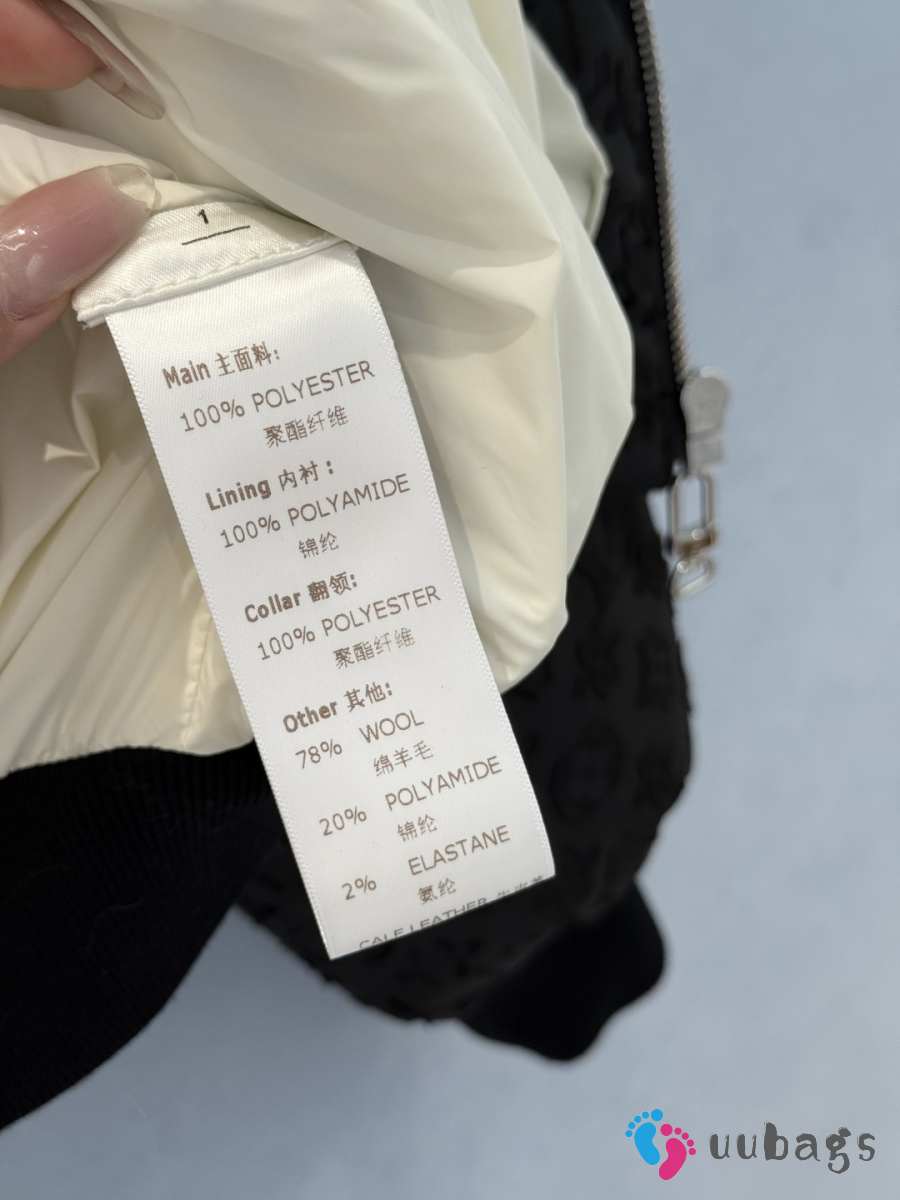 1
Main 主面料:
100% POLYESTER
聚酯纤维
Lining 内衬:
100% POLYAMIDE
锦纶
Collar 翻领:
100% POLYESTER
聚酯纤维
Other 其他:
78% WOOL
绵羊毛
20% POLYAMIDE
锦纶
2% ELASTANE
氨纶
CALF LEATHER
uubags